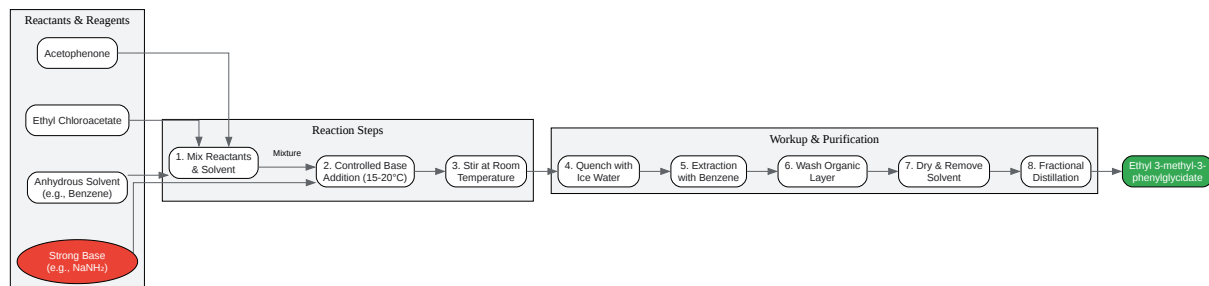 Reactants & Reagents
Acetophenone
Ethyl Chloroacetate
Anhydrous Solvent
(e.g., Benzene)
Strong Base
(e.g., NaNH₂)
Reaction Steps
1. Mix Reactants
& Solvent
Mixture
2. Controlled Base
Addition (15-20°C)
3. Stir at Room
Temperature
Workup & Purification
4. Quench with
Ice Water
5. Extraction
with Benzene
6. Wash Organic
Layer
7. Dry & Remove
Solvent
8. Fractional
Distillation
Ethyl 3-methyl-3-
phenylglycidate